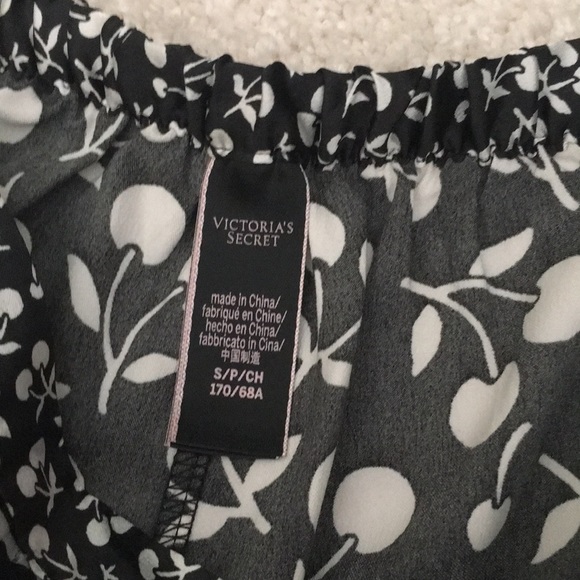 VICTORIA'S
SECRET
made in China/
fabriqué en Chine/
hecho en China/
fabbricato in Cina/
中国制造
S/P/CH
170/68A